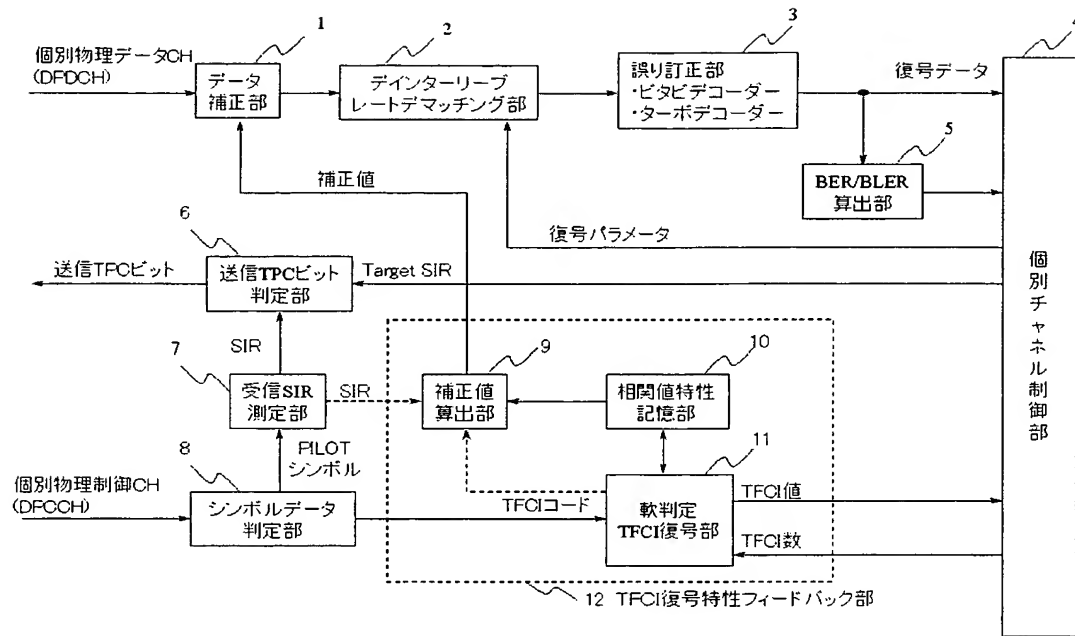 1
2
3
4
個別物理データCH
(DPDCH)
データ
補正部
デインターリーブ
レートデマッチング部
誤り訂正部
・ビタビデコーダー
・ターボデコーダー
復号データ
5
BER/BLER
算出部
補正値
復号パラメータ
6
送信TPCビット
送信TPCビット
判定部
Target SIR
個別チャネル制御部
SIR
7
受信SIR
測定部
SIR
9
補正値
算出部
10
相関値特性
記憶部
PILOT
シンボル
8
11
個別物理制御CH
(DPCCH)
シンボルデータ
判定部
TFCIコード
軟判定
TFCI復号部
TFCI値
TFCI数
12 TFCI復号特性フィードバック部